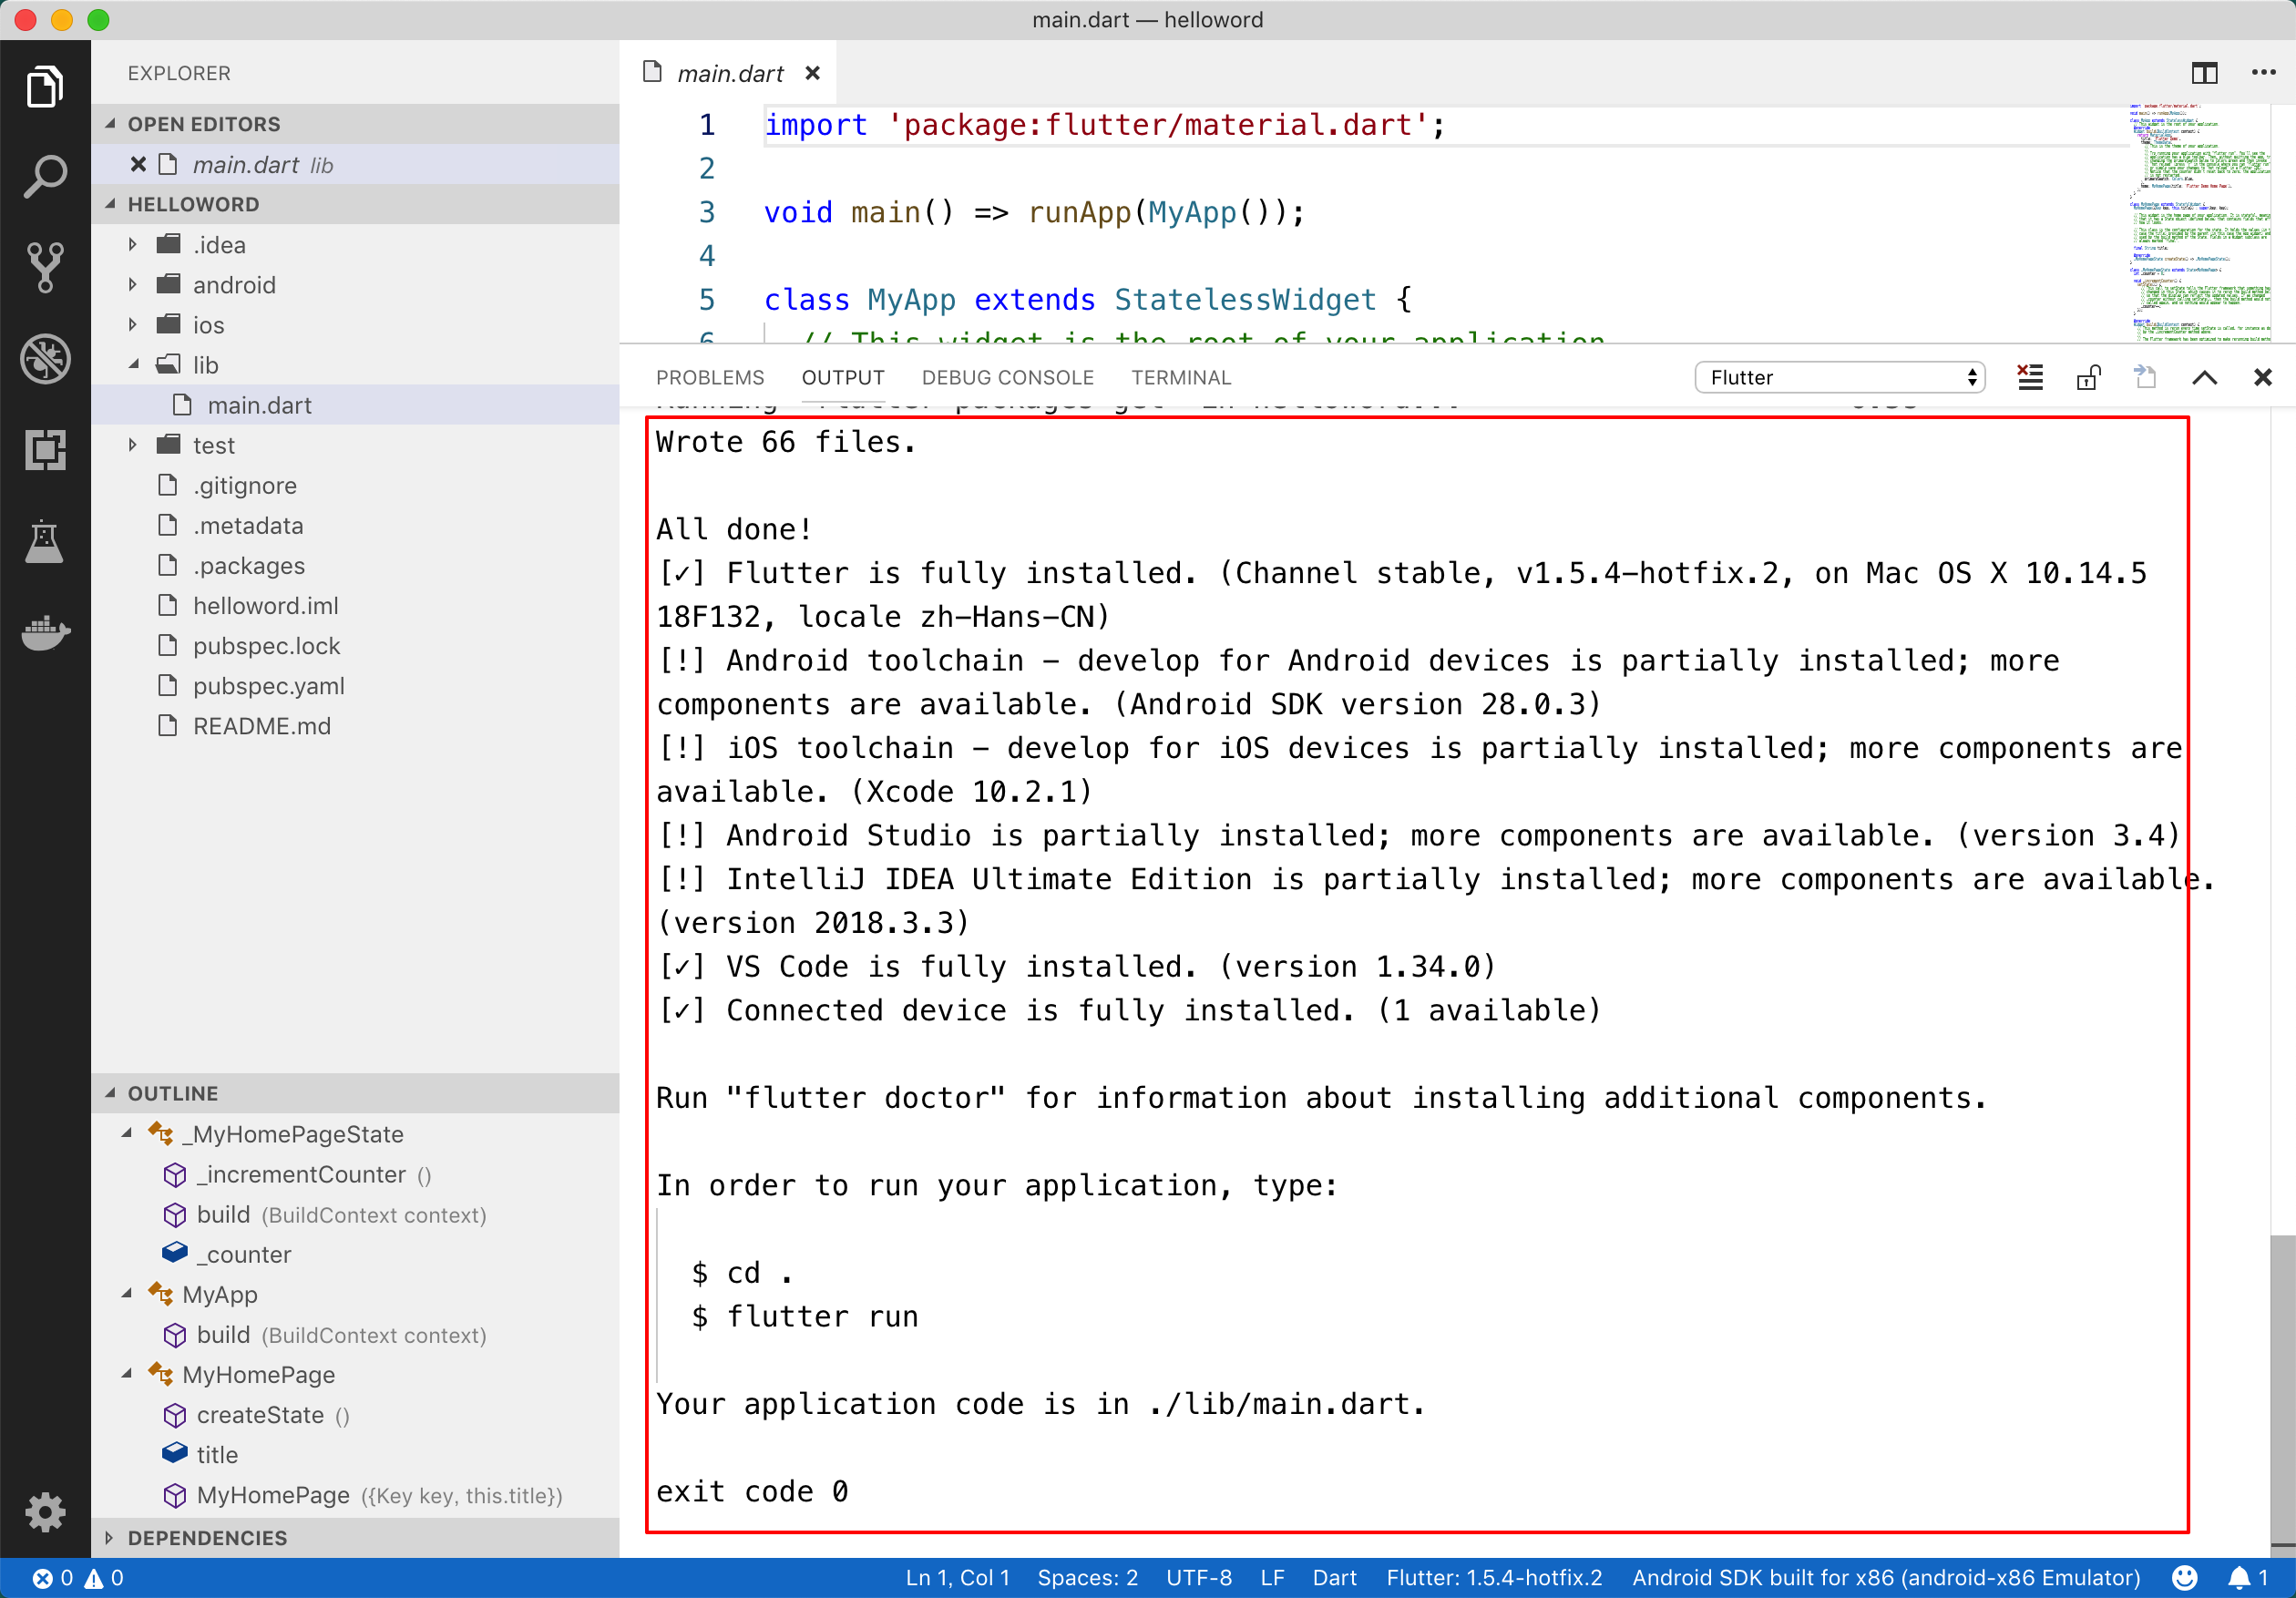 main.dart — helloword
EXPLORER
OPEN EDITORS
main.dart lib
HELLOWORD
.idea
android
ios
lib
main.dart
test
.gitignore
.metadata
.packages
helloword.iml
pubspec.lock
pubspec.yaml
README.md
OUTLINE
_MyHomePageState
_incrementCounter ()
build (BuildContext context)
_counter
MyApp
build (BuildContext context)
MyHomePage
createState ()
title
MyHomePage ({Key key, this.title})
DEPENDENCIES
main.dart
1 import 'package:flutter/material.dart';
2
3 void main() => runApp(MyApp());
4
5 class MyApp extends StatelessWidget {
6 // This widget is the root of your application
PROBLEMS OUTPUT DEBUG CONSOLE TERMINAL Flutter
Wrote 66 files.
All done!
[✓] Flutter is fully installed. (Channel stable, v1.5.4-hotfix.2, on Mac OS X 10.14.5
18F132, locale zh-Hans-CN)
[!] Android toolchain - develop for Android devices is partially installed; more
components are available. (Android SDK version 28.0.3)
[!] iOS toolchain - develop for iOS devices is partially installed; more components are
available. (Xcode 10.2.1)
[!] Android Studio is partially installed; more components are available. (version 3.4)
[!] IntelliJ IDEA Ultimate Edition is partially installed; more components are available.
(version 2018.3.3)
[✓] VS Code is fully installed. (version 1.34.0)
[✓] Connected device is fully installed. (1 available)
Run "flutter doctor" for information about installing additional components.
In order to run your application, type:
$ cd .
$ flutter run
Your application code is in ./lib/main.dart.
exit code 0
0 0 Ln 1, Col 1 Spaces: 2 UTF-8 LF Dart Flutter: 1.5.4-hotfix.2 Android SDK built for x86 (android-x86 Emulator) 1